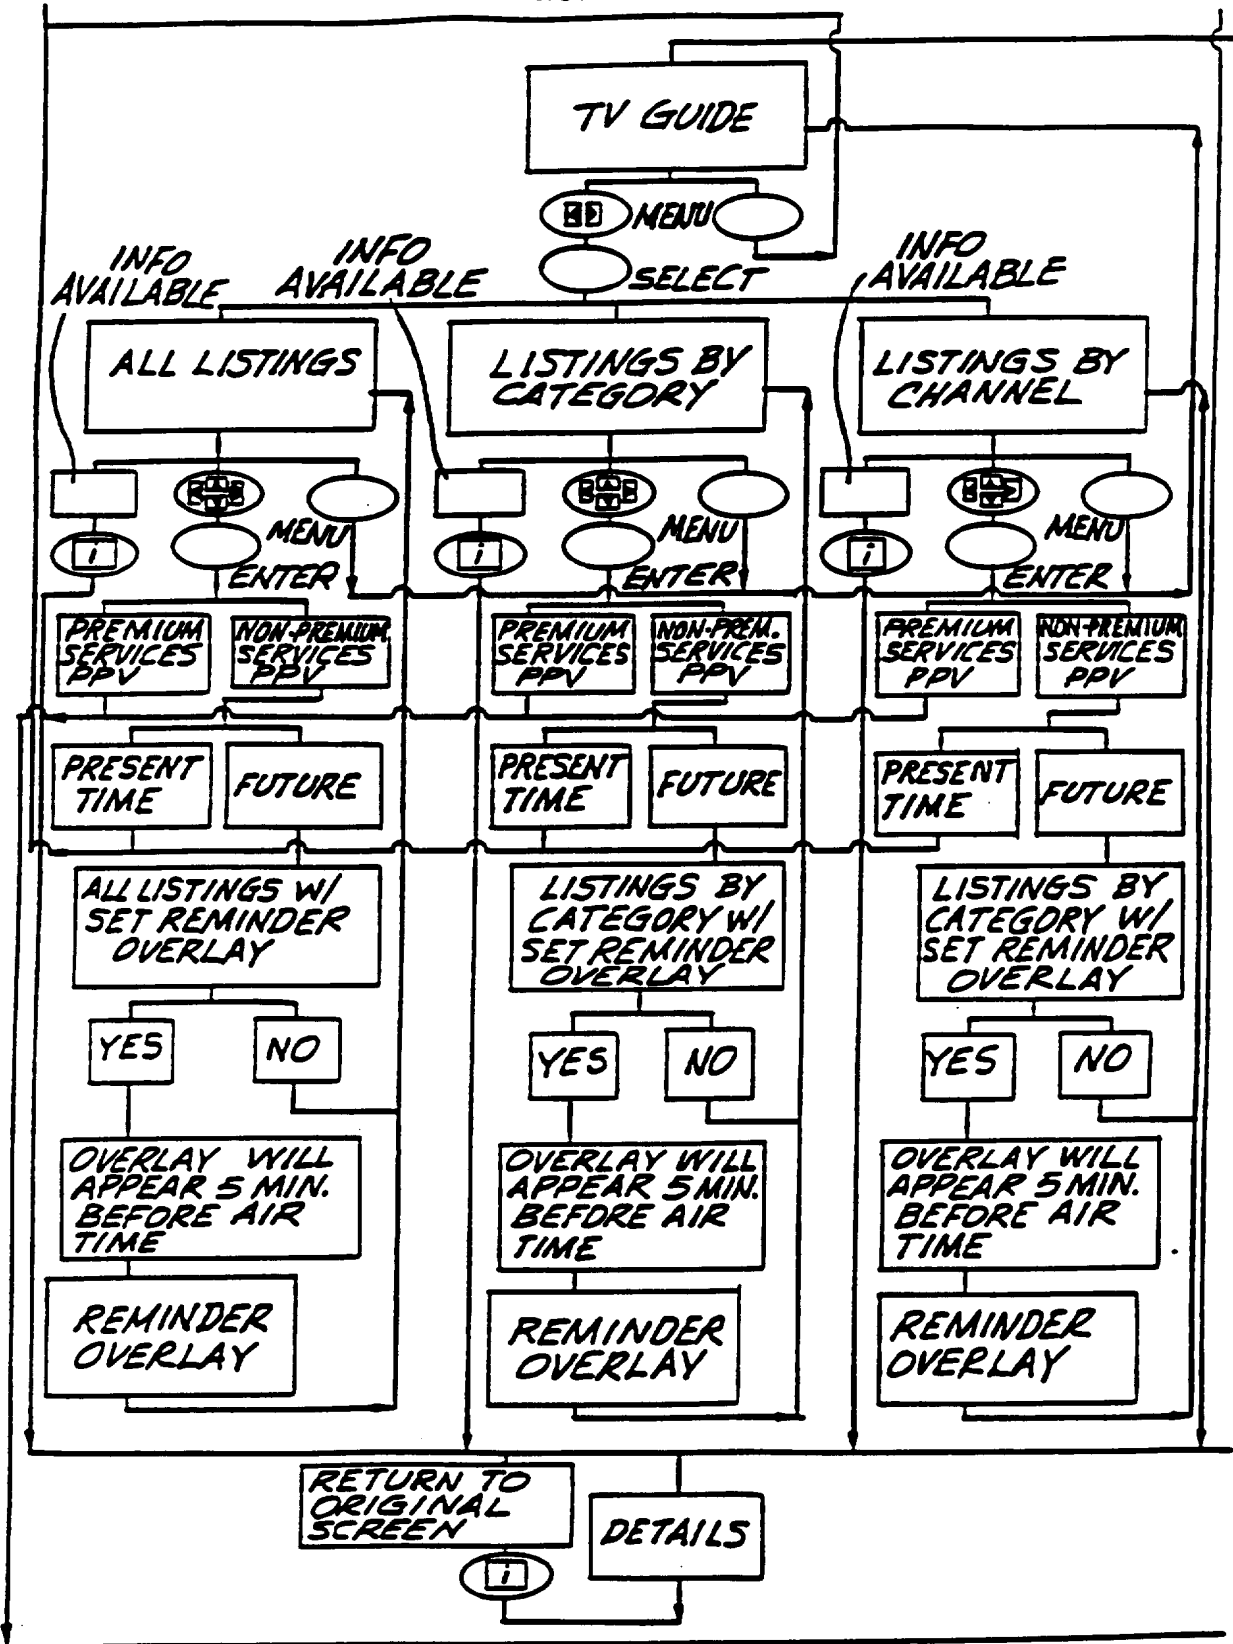 TV GUIDE
MENU
SELECT
INFO
AVAILABLE
INFO
AVAILABLE
INFO
AVAILABLE
ALL LISTINGS
LISTINGS BY
CATEGORY
LISTINGS BY
CHANNEL
i
MENU
ENTER
i
MENU
ENTER
i
MENU
ENTER
PREMIUM
SERVICES
PPV
NON-PREMIUM
SERVICES
PPV
PREMIUM
SERVICES
PPV
NON-PREM.
SERVICES
PPV
PREMIUM
SERVICES
PPV
NON-PREMIUM
SERVICES
PPV
PRESENT
TIME
FUTURE
PRESENT
TIME
FUTURE
PRESENT
TIME
FUTURE
ALL LISTINGS W/
SET REMINDER
OVERLAY
LISTINGS BY
CATEGORY W/
SET REMINDER
OVERLAY
LISTINGS BY
CATEGORY W/
SET REMINDER
OVERLAY
YES
NO
YES
NO
YES
NO
OVERLAY WILL
APPEAR 5 MIN.
BEFORE AIR
TIME
OVERLAY WILL
APPEAR 5 MIN.
BEFORE AIR
TIME
OVERLAY WILL
APPEAR 5 MIN.
BEFORE AIR
TIME
REMINDER
OVERLAY
REMINDER
OVERLAY
REMINDER
OVERLAY
RETURN TO
ORIGINAL
SCREEN
DETAILS
i